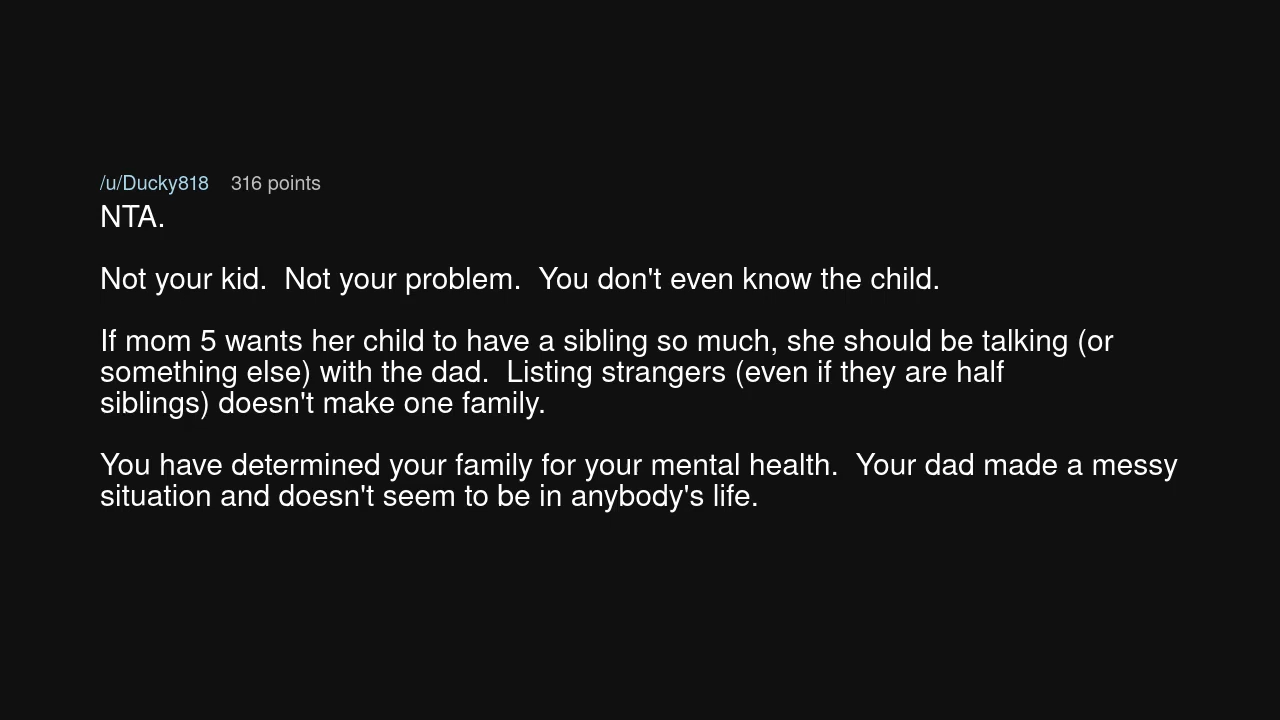 /u/Ducky818 316 points
NTA.
Not your kid.  Not your problem.  You don't even know the child.
If mom 5 wants her child to have a sibling so much, she should be talking (or
something else) with the dad.  Listing strangers (even if they are half
siblings) doesn't make one family.
You have determined your family for your mental health.  Your dad made a messy
situation and doesn't seem to be in anybody's life.